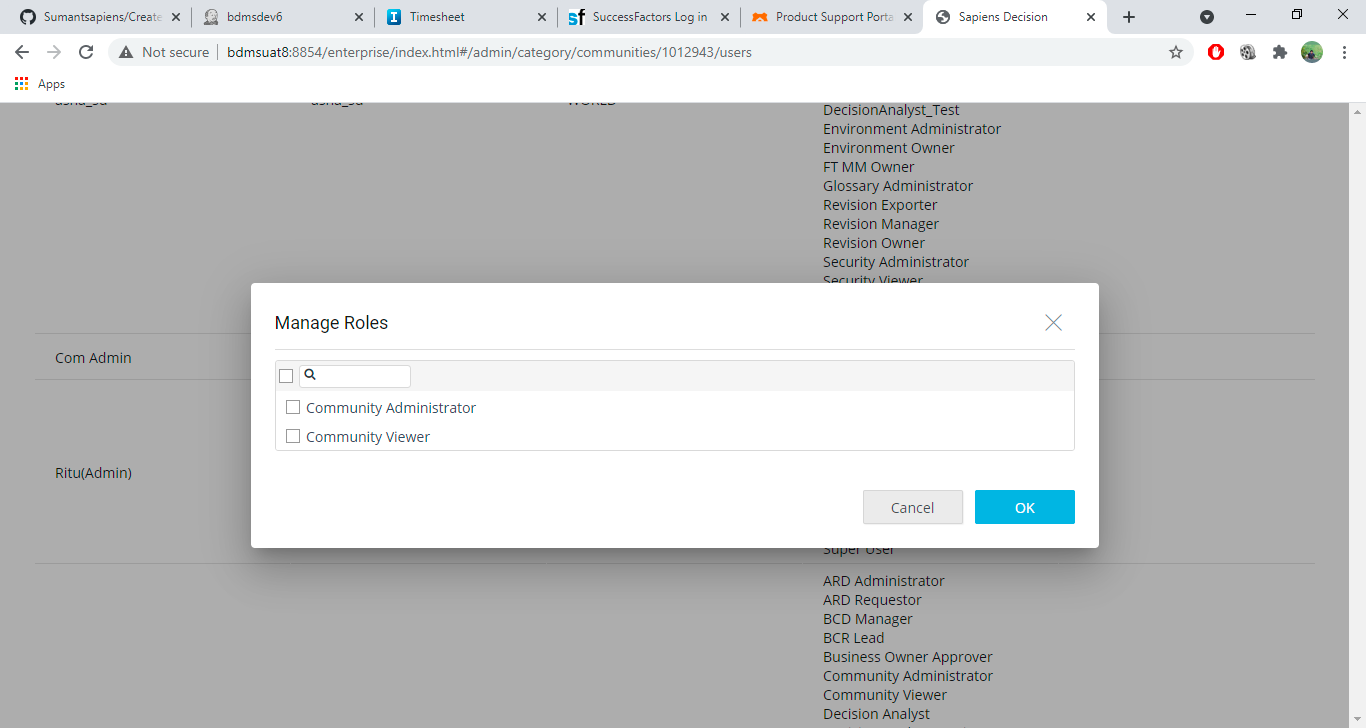 Sumantsapiens/Create
bdmsdev6
Timesheet
SuccessFactors Log in
Product Support Porta
Sapiens Decision
Not secure
bdmsuat8:8854/enterprise/index.html#/admin/category/communities/1012943/users
Apps
WORLD
DecisionAnalyst_Test
Environment Administrator
Environment Owner
FT MM Owner
Glossary Administrator
Revision Exporter
Revision Manager
Revision Owner
Security Administrator
Security Viewer
Manage Roles
Com Admin
Community Administrator
Community Viewer
Ritu(Admin)
Cancel
OK
Super User
ARD Administrator
ARD Requestor
BCD Manager
BCR Lead
Business Owner Approver
Community Administrator
Community Viewer
Decision Analyst